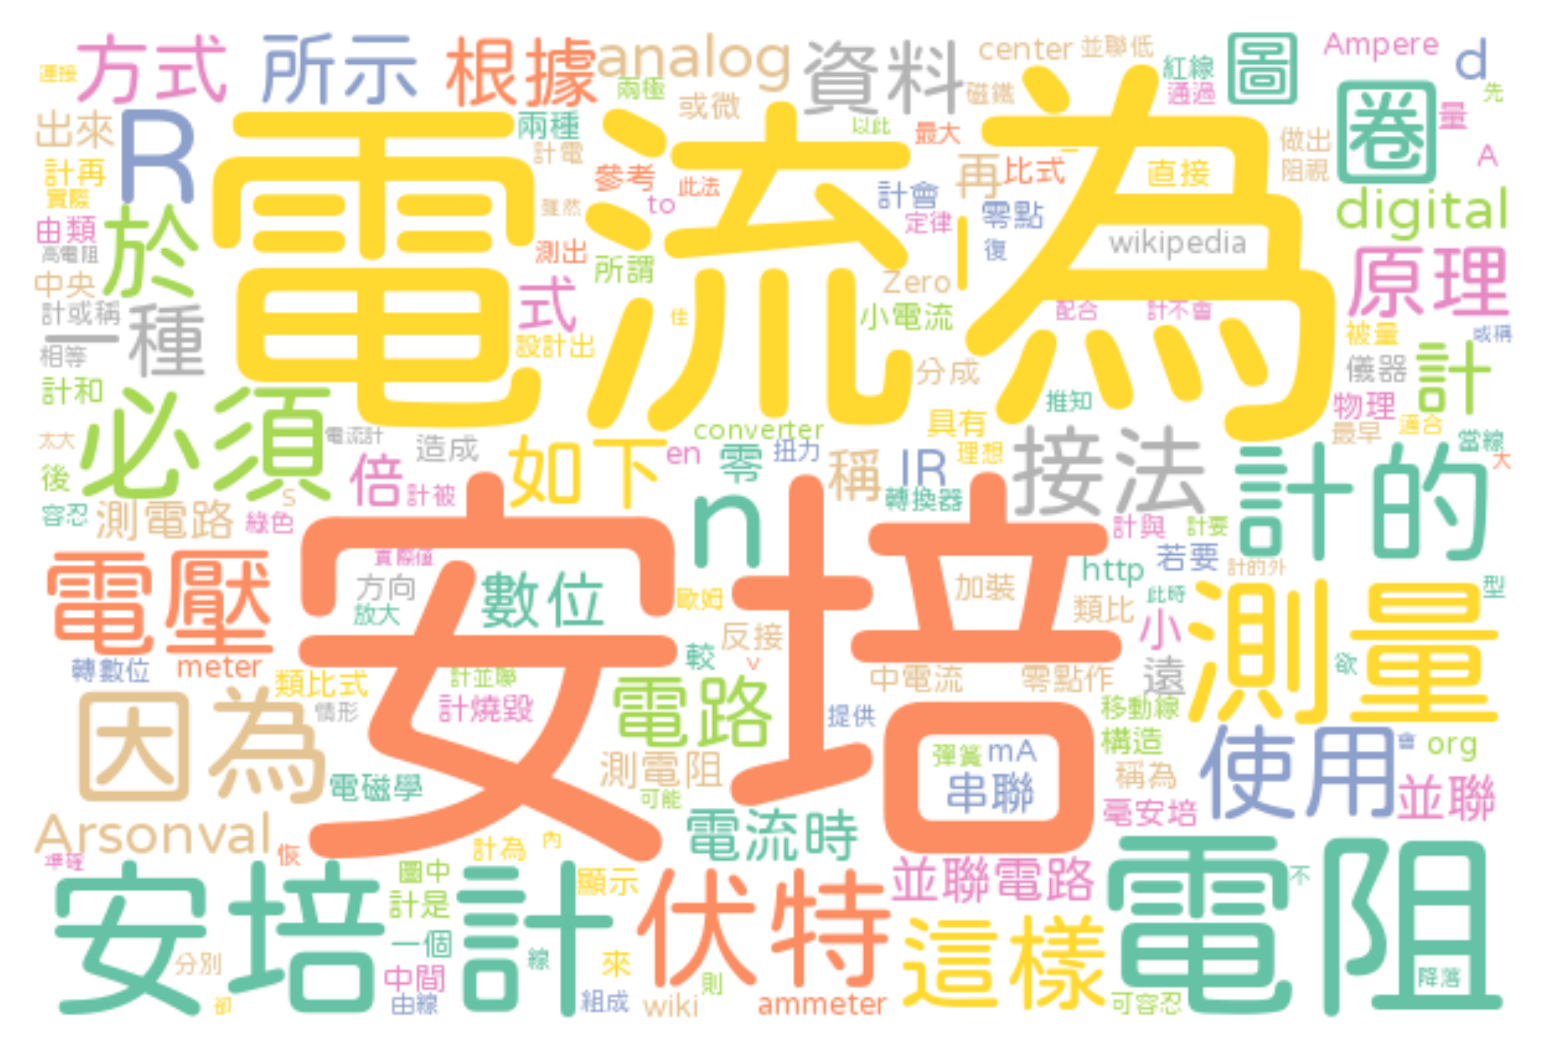 連接
方式
所示
根據
analog
兩極
資料
或微
center
並聯低
磁鐵
紅線
通過
圖
Ampere
d
先
出來
R
兩種
計電
以此
最大
圈
量
A
做出
阻視
計再
實際
參考
此法
to
再
比式
直接
計會
定律
零點
復
電流為
由類
於
高電阻
雖然
測出
所謂
wikipedia
digital
中央
Zero
原理
計或稱
一種
式
佳
小電流
配合
計不會
相等
設計出
分成
被量
或稱
儀器
計
計和
必須
電流計
造成
推知
物理
最早
適合
當線
大
太大
後
倍
計被
如下
converter
en
零
扭力
稱
IR
具有
理想
轉換器
接法
計的
容忍
測電路
S
綠色
n
計與
計要
安培
電壓
實際值
方向
放大
數位
歐姆
加裝
http
若要
計的外
此時
類比
小
測量
型
轉數位
meter
反接
較
v
遠
欲
類比式
計並聯
計燒毀
中電流
零點作
因為
情形
電路
提供
移動線
構造
使用
會
org
電磁學
測電阻
可能
彈簧
mA
串聯
稱為
毫安培
並聯
Arsonval
準確
恢
計為
內
電流時
安培計
圖中
計是
顯示
伏特
並聯電路
電阻
不
分別
一個
中間
由線
線
來
則
這樣
降落
卻
組成
wiki
ammeter
可容忍